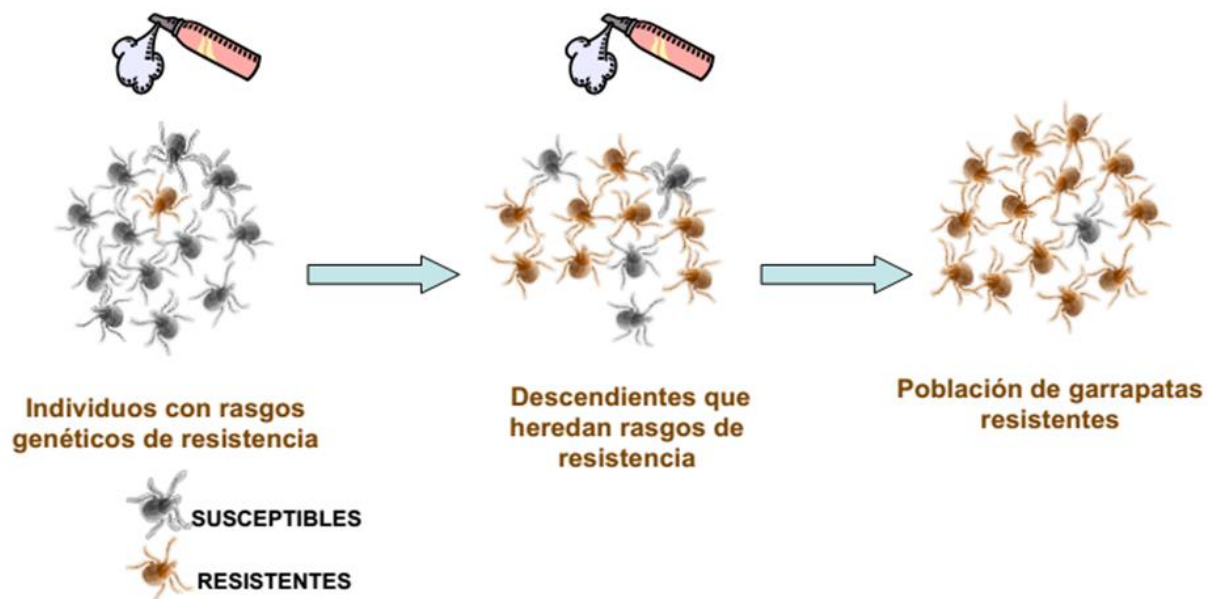 Individuos con rasgos
genéticos de resistencia
Descendientes que
heredan rasgos de
resistencia
Población de garrapatas
resistentes
SUSCEPTIBLES
RESISTENTES